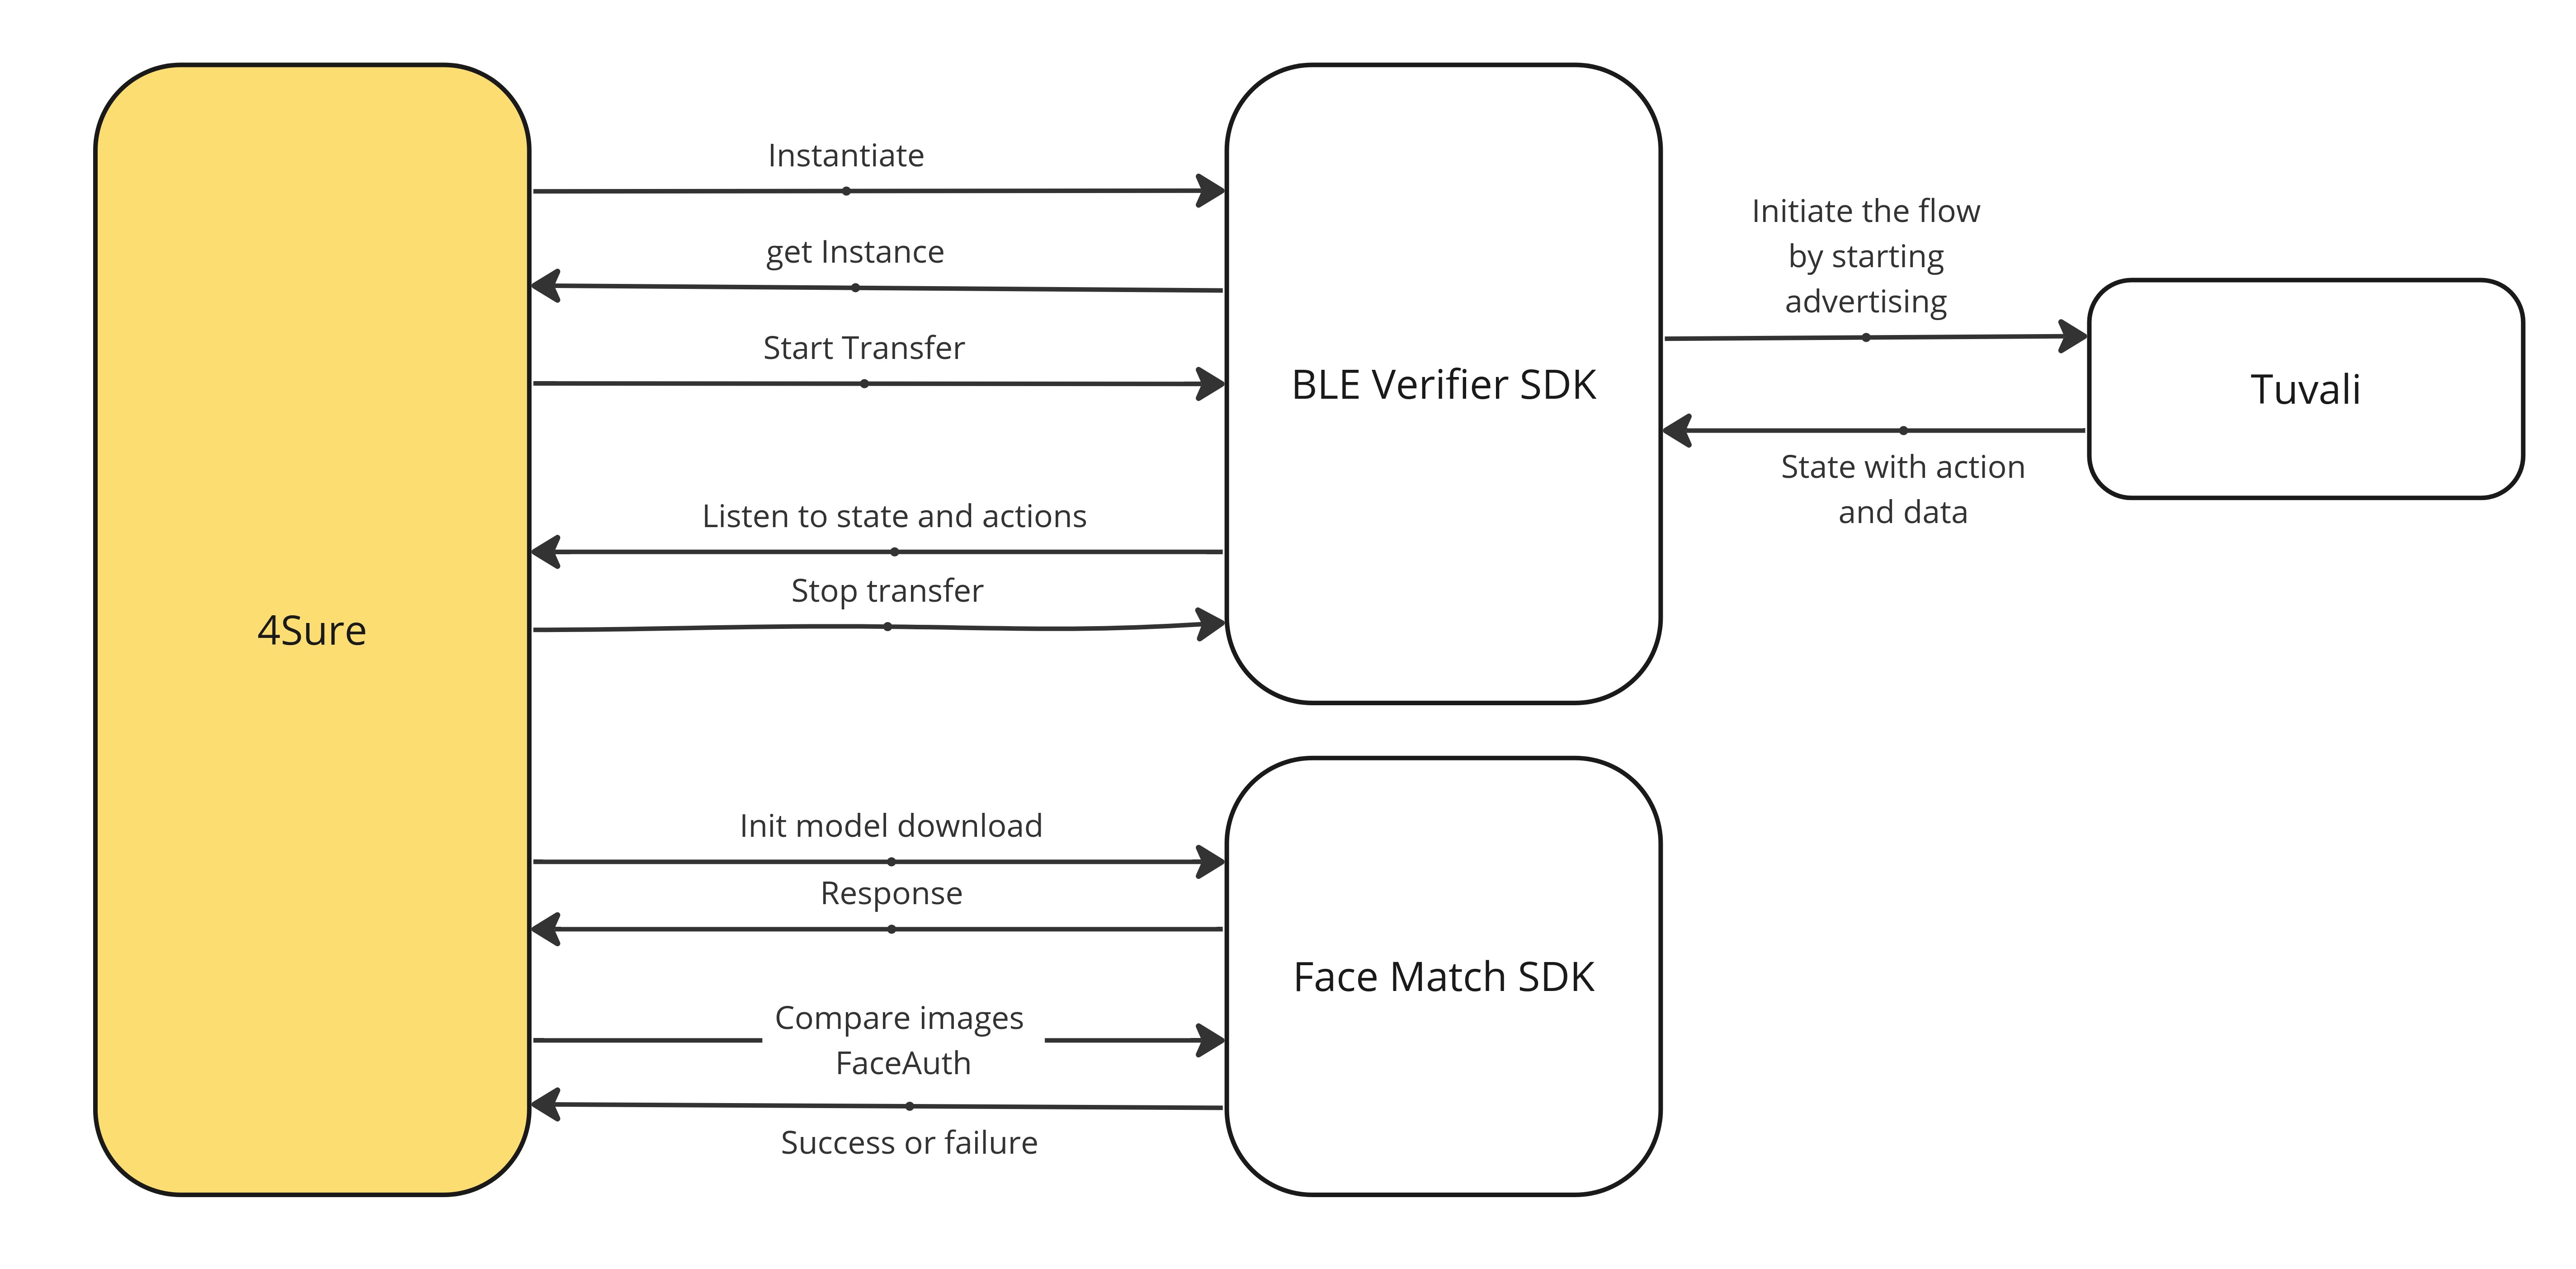 Instantiate
get Instance
Start Transfer
Listen to state and actions
Stop transfer
4Sure
BLE Verifier SDK
Initiate the flow
by starting
advertising
Tuvali
State with action
and data
Init model download
Response
Compare images
FaceAuth
Success or failure
Face Match SDK